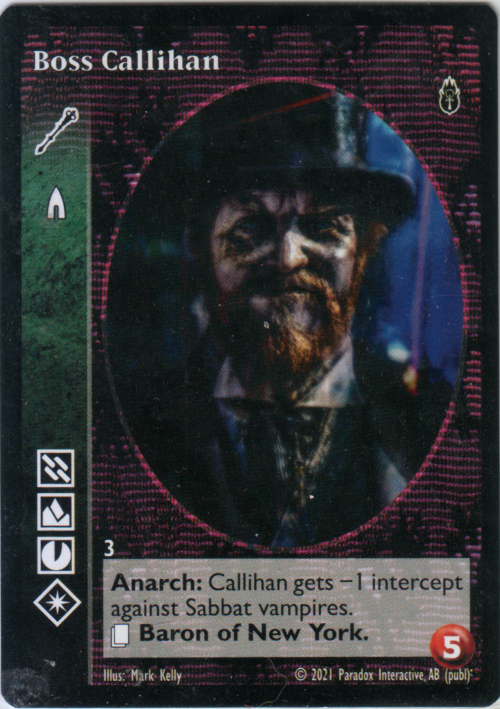 Boss Callihan
3
Anarch: Callihan gets −1 intercept
against Sabbat vampires.
Baron of New York.
5
Illus: Mark Kelly © 2021 Paradox Interactive AB (publ)